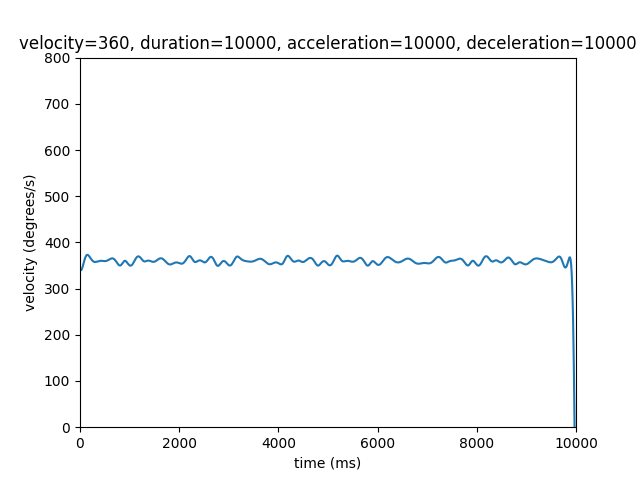 velocity=360, duration=10000, acceleration=10000, deceleration=10000
800
700
600
500
400
300
200
100
0
velocity (degrees/s)
0 2000 4000 6000 8000 10000
time (ms)